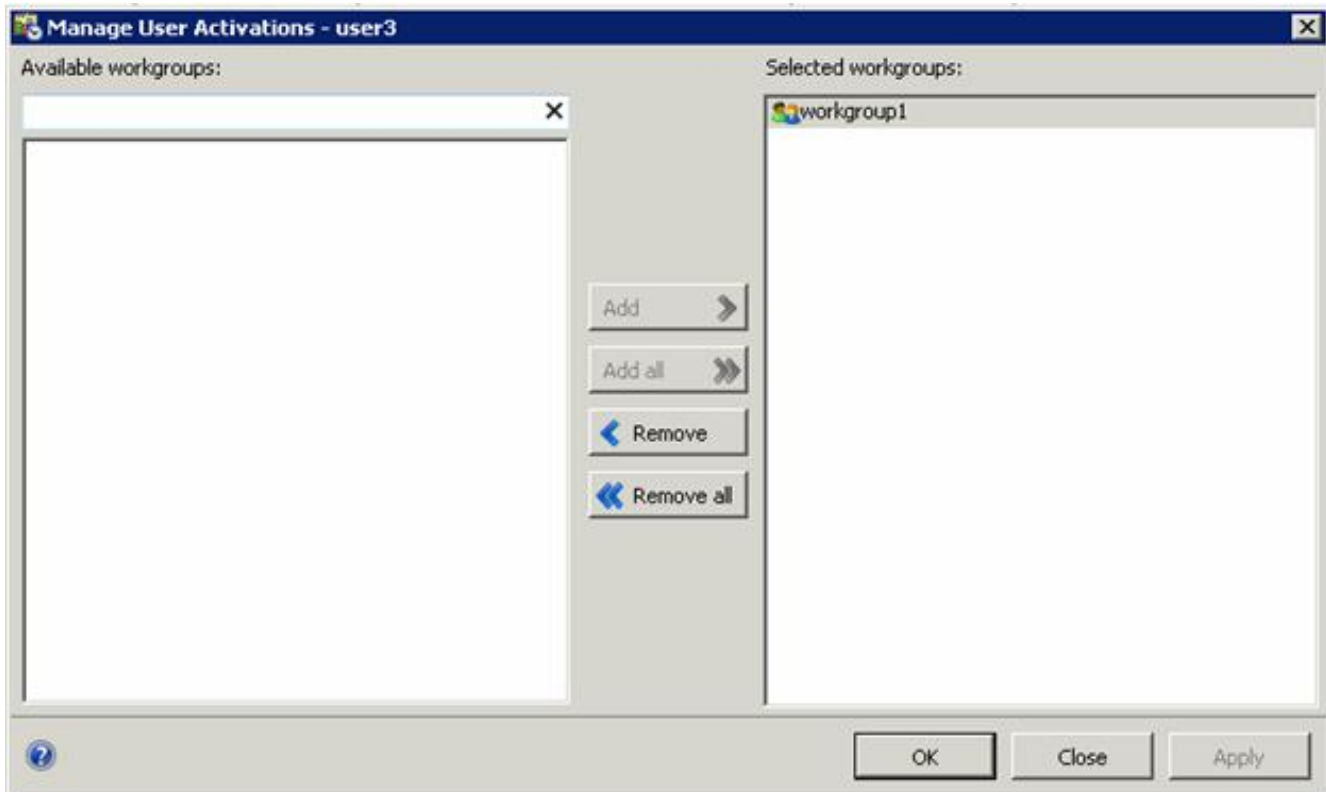 Manage User Activations - user3
Available workgroups:
Selected workgroups:
workgroup1
Add
Add all
Remove
Remove all
OK
Close
Apply